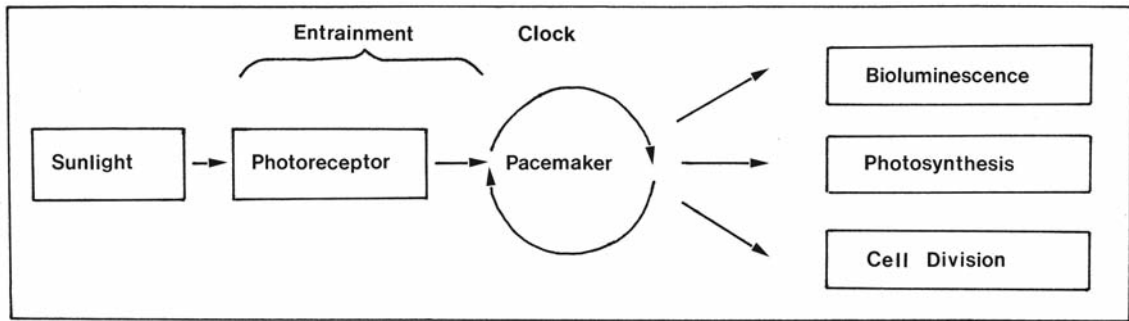 Entrainment
Clock
Sunlight
Photoreceptor
Pacemaker
Bioluminescence
Photosynthesis
Cell Division